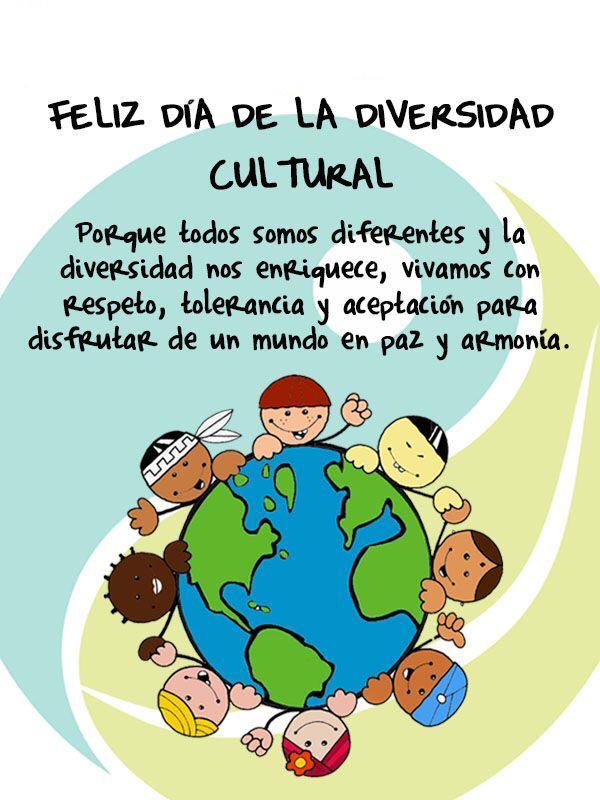 FELIZ DÍA DE LA DIVERSIDAD
CULTURAL
Porque todos somos diferentes y la
diversidad nos enriquece, vivamos con
respeto, tolerancia y aceptación para
disfrutar de un mundo en paz y armonía.